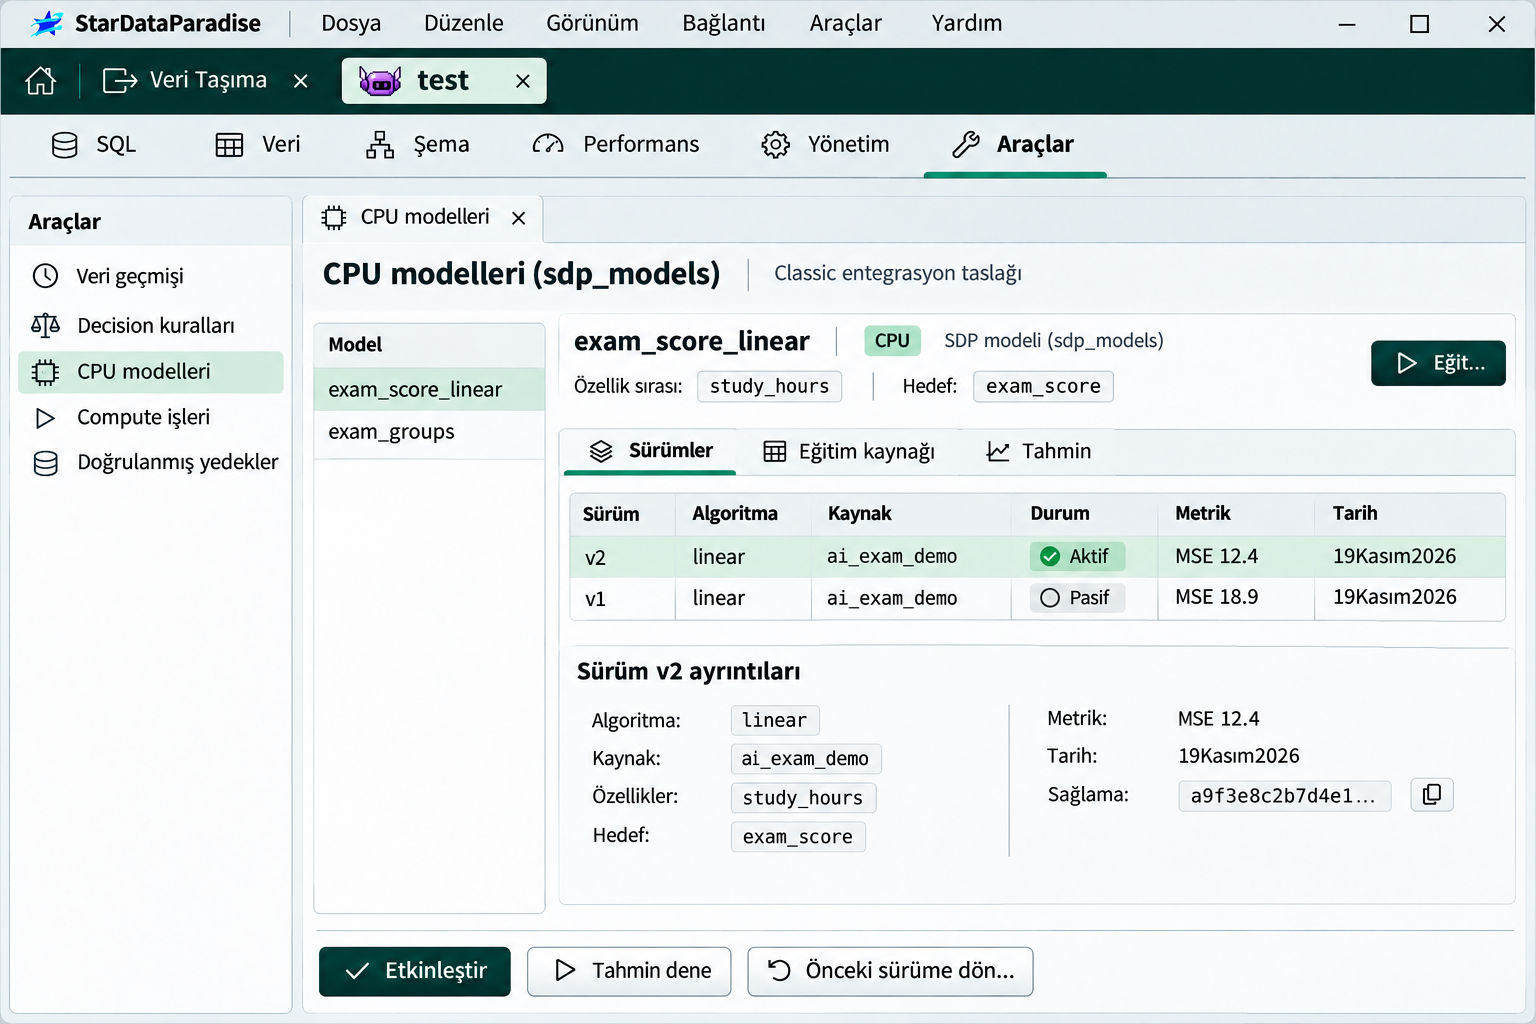 StarDataParadise Dosya Düzenle Görünüm Bağlantı Araçlar Yardım
Veri Taşıma test
SQL Veri Şema Performans Yönetim Araçlar
Araçlar
Veri geçmişi
Decision kuralları
CPU modelleri
Compute işleri
Doğrulanmış yedekler
CPU modelleri
CPU modelleri (sdp_models) Classic entegrasyon taslağı
Model
exam_score_linear
exam_groups
exam_score_linear CPU SDP modeli (sdp_models)
Özellik sırası: study_hours Hedef: exam_score
Eğit...
Sürümler Eğitim kaynağı Tahmin
Sürüm Algoritma Kaynak Durum Metrik Tarih
v2 linear ai_exam_demo Aktif MSE 12.4 19Kasım2026
v1 linear ai_exam_demo Pasif MSE 18.9 19Kasım2026
Sürüm v2 ayrıntıları
Algoritma: linear
Kaynak: ai_exam_demo
Özellikler: study_hours
Hedef: exam_score
Metrik: MSE 12.4
Tarih: 19Kasım2026
Sağlama: a9f3e8c2b7d4e1...
Etkinleştir Tahmin dene Önceki sürüme dön...